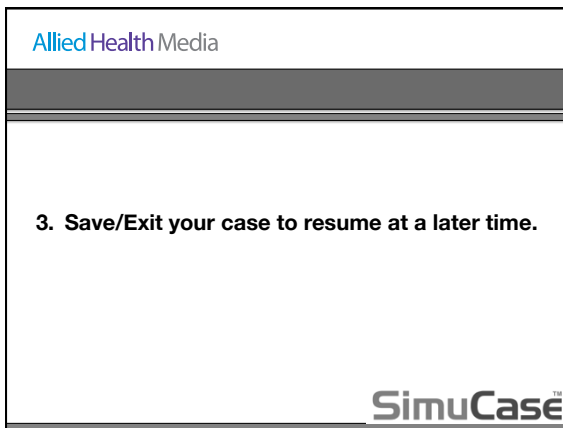 Allied Health Media
3. Save/Exit your case to resume at a later time.
SimuCase™